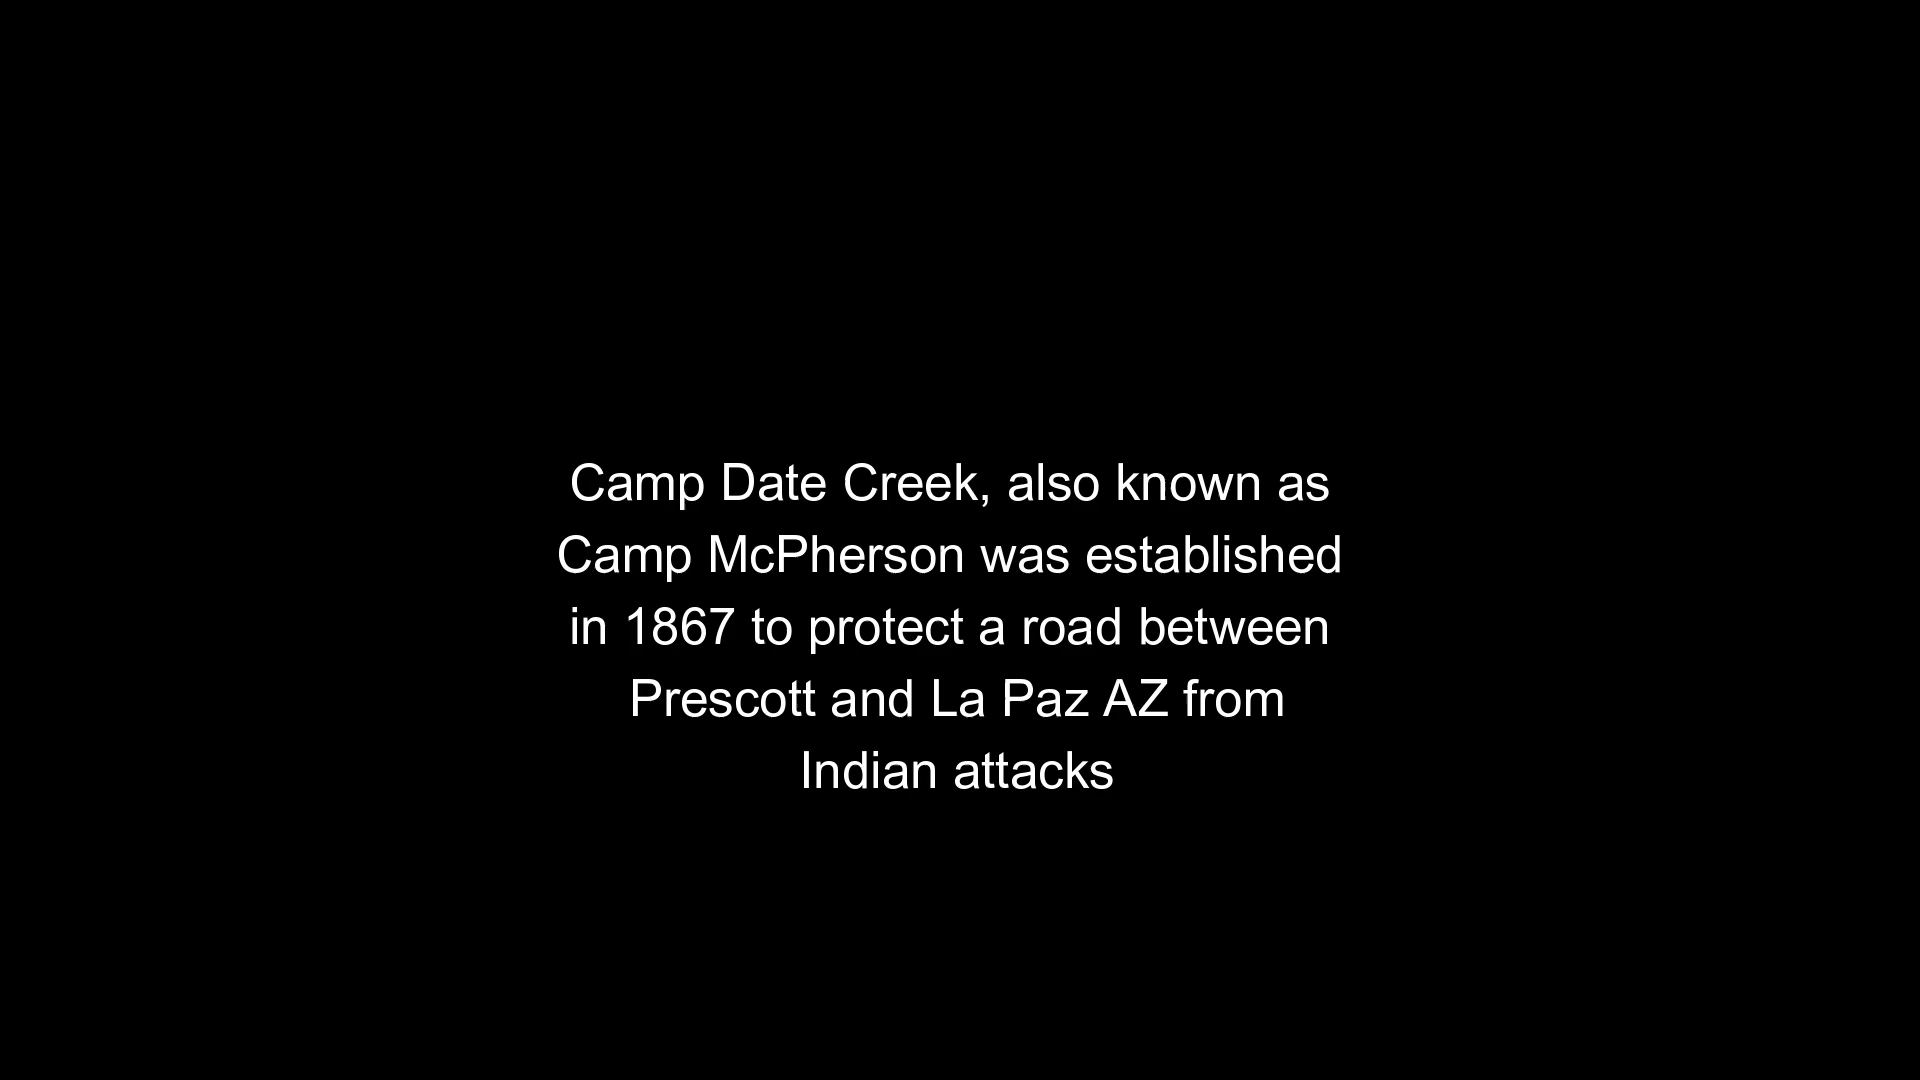 Camp Date Creek, also known as
Camp McPherson was established
in 1867 to protect a road between
Prescott and La Paz AZ from
Indian attacks